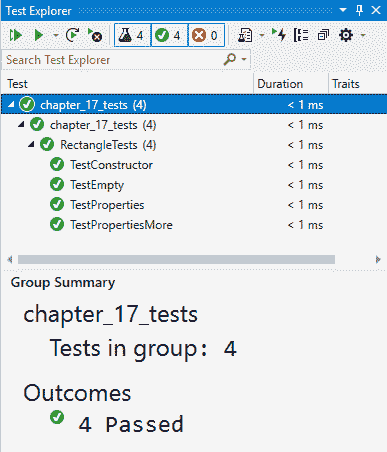 Test Explorer
4 4 0
Search Test Explorer
Test Duration Traits
chapter_17_tests (4) < 1 ms
chapter_17_tests (4) < 1 ms
RectangleTests (4) < 1 ms
TestConstructor < 1 ms
TestEmpty < 1 ms
TestProperties < 1 ms
TestPropertiesMore < 1 ms
Group Summary
chapter_17_tests
Tests in group: 4
Outcomes
4 Passed